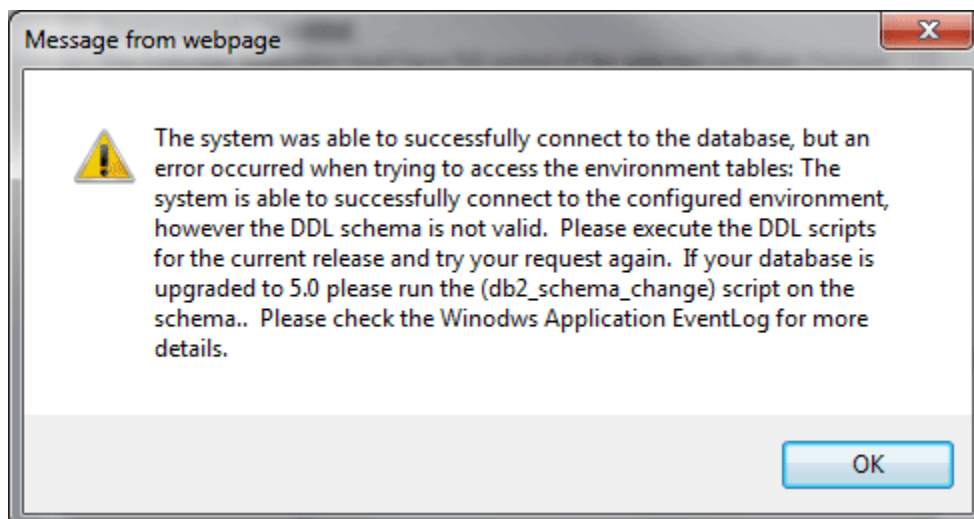 Message from webpage
The system was able to successfully connect to the database, but an
error occurred when trying to access the environment tables: The
system is able to successfully connect to the configured environment,
however the DDL schema is not valid.  Please execute the DDL scripts
for the current release and try your request again.  If your database is
upgraded to 5.0 please run the (db2_schema_change) script on the
schema..  Please check the Winodws Application EventLog for more
details.
OK